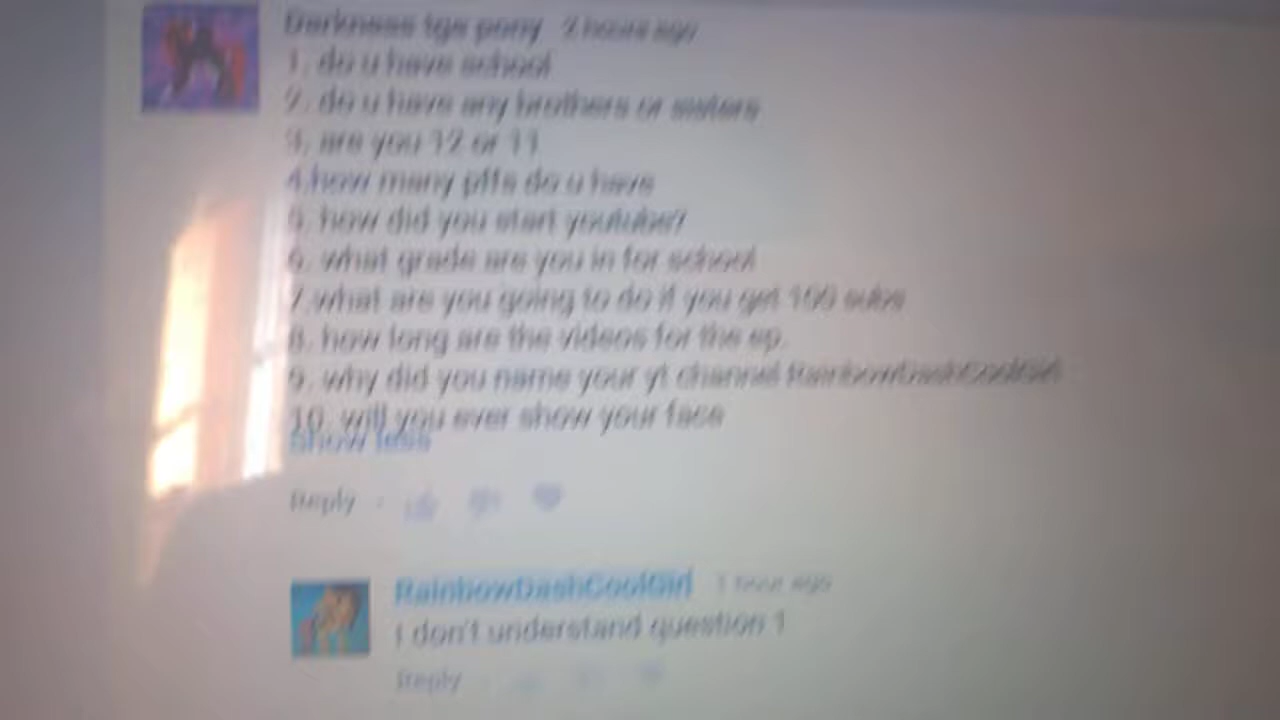 Darkness tgs pony 2 hours ago
1. do u have school
2. do u have any brothers or sisters
3. are you 12 or 11
4.how many pffs do u have
5. how did you start youtube?
6. what grade are you in for school
7.what are you going to do if you get 100 subs
8. how long are the videos for the ep.
9. why did you name your yt channel RainbowDashCoolGirl
10. will you ever show your face
Show less
Reply
RainbowDashCoolGirl 1 hour ago
I don't understand question 1
Reply